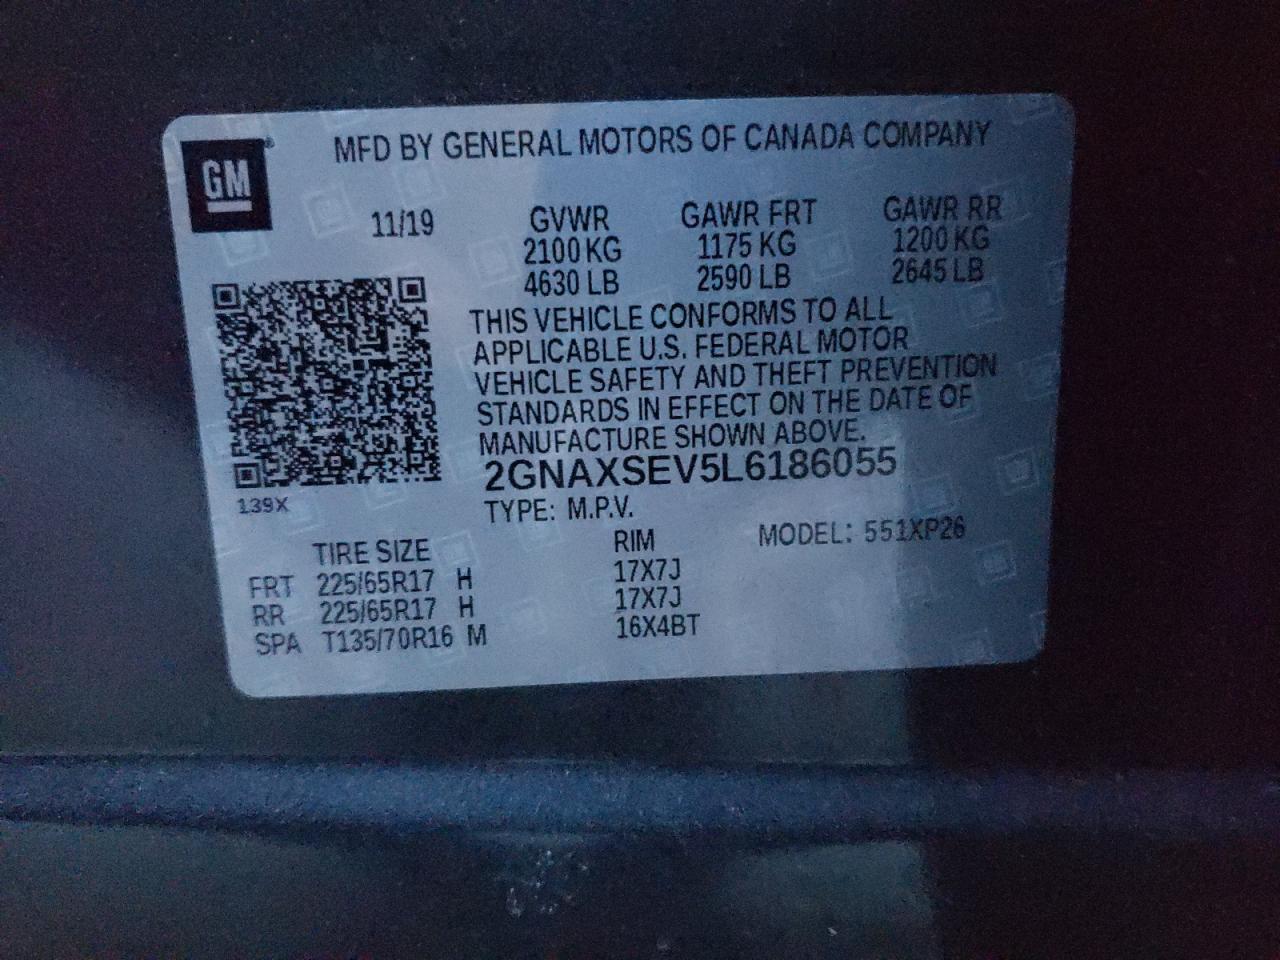 GM
MFD BY GENERAL MOTORS OF CANADA COMPANY
11/19 GVWR GAWR FRT GAWR RR
2100 KG 1175 KG 1200 KG
4630 LB 2590 LB 2645 LB
THIS VEHICLE CONFORMS TO ALL
APPLICABLE U.S. FEDERAL MOTOR
VEHICLE SAFETY AND THEFT PREVENTION
STANDARDS IN EFFECT ON THE DATE OF
MANUFACTURE SHOWN ABOVE.
2GNAXSEV5L6186055
139X
TYPE: M.P.V.
MODEL: 551XP26
TIRE SIZE RIM
FRT 225/65R17 H 17X7J
RR 225/65R17 H 17X7J
SPA T135/70R16 M 16X4BT